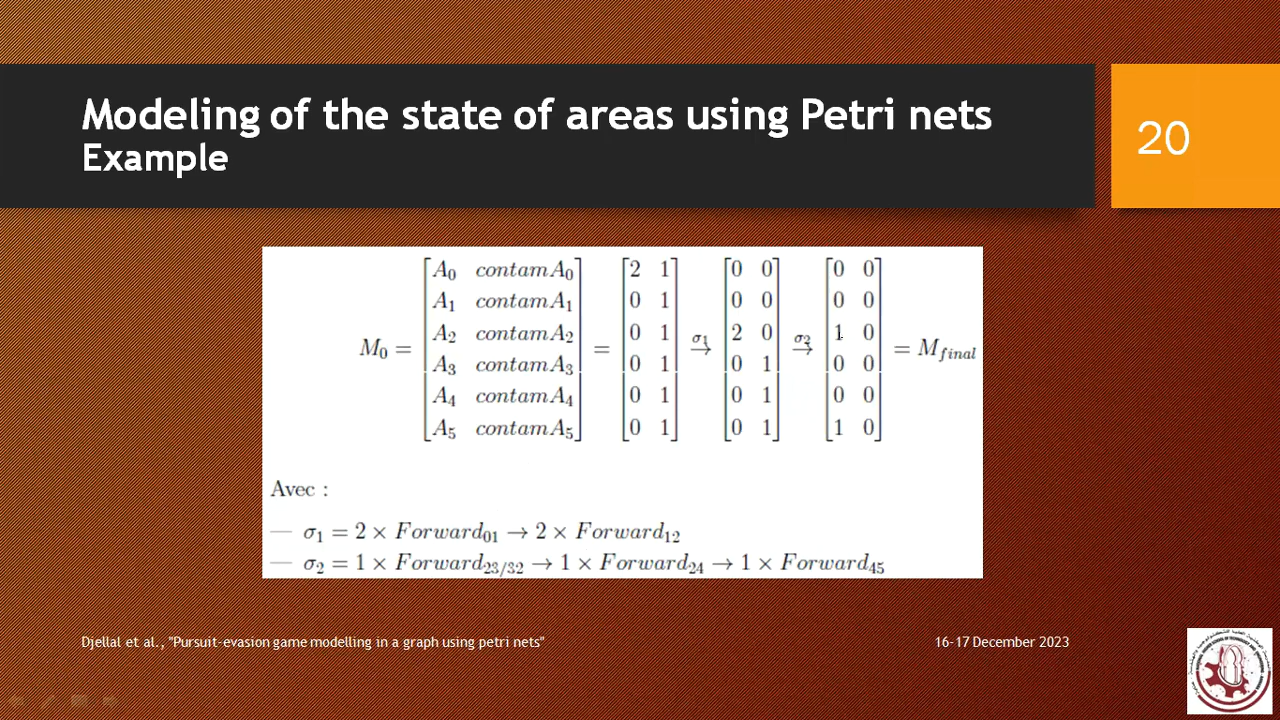 Modeling of the state of areas using Petri nets
Example
20
M₀ = [A₀ contamA₀; A₁ contamA₁; A₂ contamA₂; A₃ contamA₃; A₄ contamA₄; A₅ contamA₅] = [2 1; 0 1; 0 1; 0 1; 0 1; 0 1] →σ₁ [0 0; 0 0; 2 0; 0 1; 0 1; 0 1] →σ₂ [0 0; 0 0; 1 0; 0 0; 0 0; 1 0] = M_final
Avec :
— σ₁ = 2 × Forward₀₁ → 2 × Forward₁₂
— σ₂ = 1 × Forward₂₃/₃₂ → 1 × Forward₂₄ → 1 × Forward₄₅
Djellal et al., "Pursuit-evasion game modelling in a graph using petri nets"
16-17 December 2023